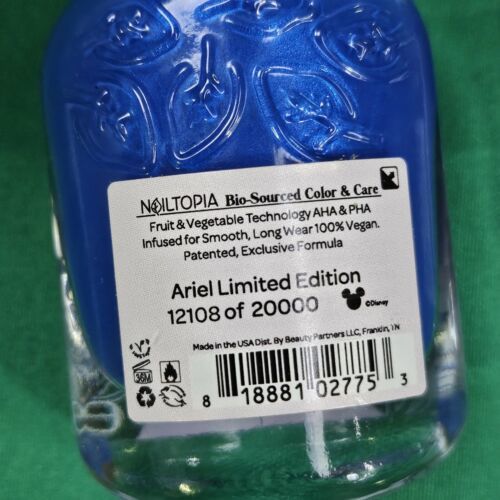 NAILTOPIA Bio-Sourced Color & Care
Fruit & Vegetable Technology AHA & PHA
Infused for Smooth, Long Wear 100% Vegan.
Patented, Exclusive Formula
Ariel Limited Edition
12108 of 20000 ©Disney
Made in the USA Dist. By Beauty Partners LLC, Franklin, TN
36M
8 18881 02775 3